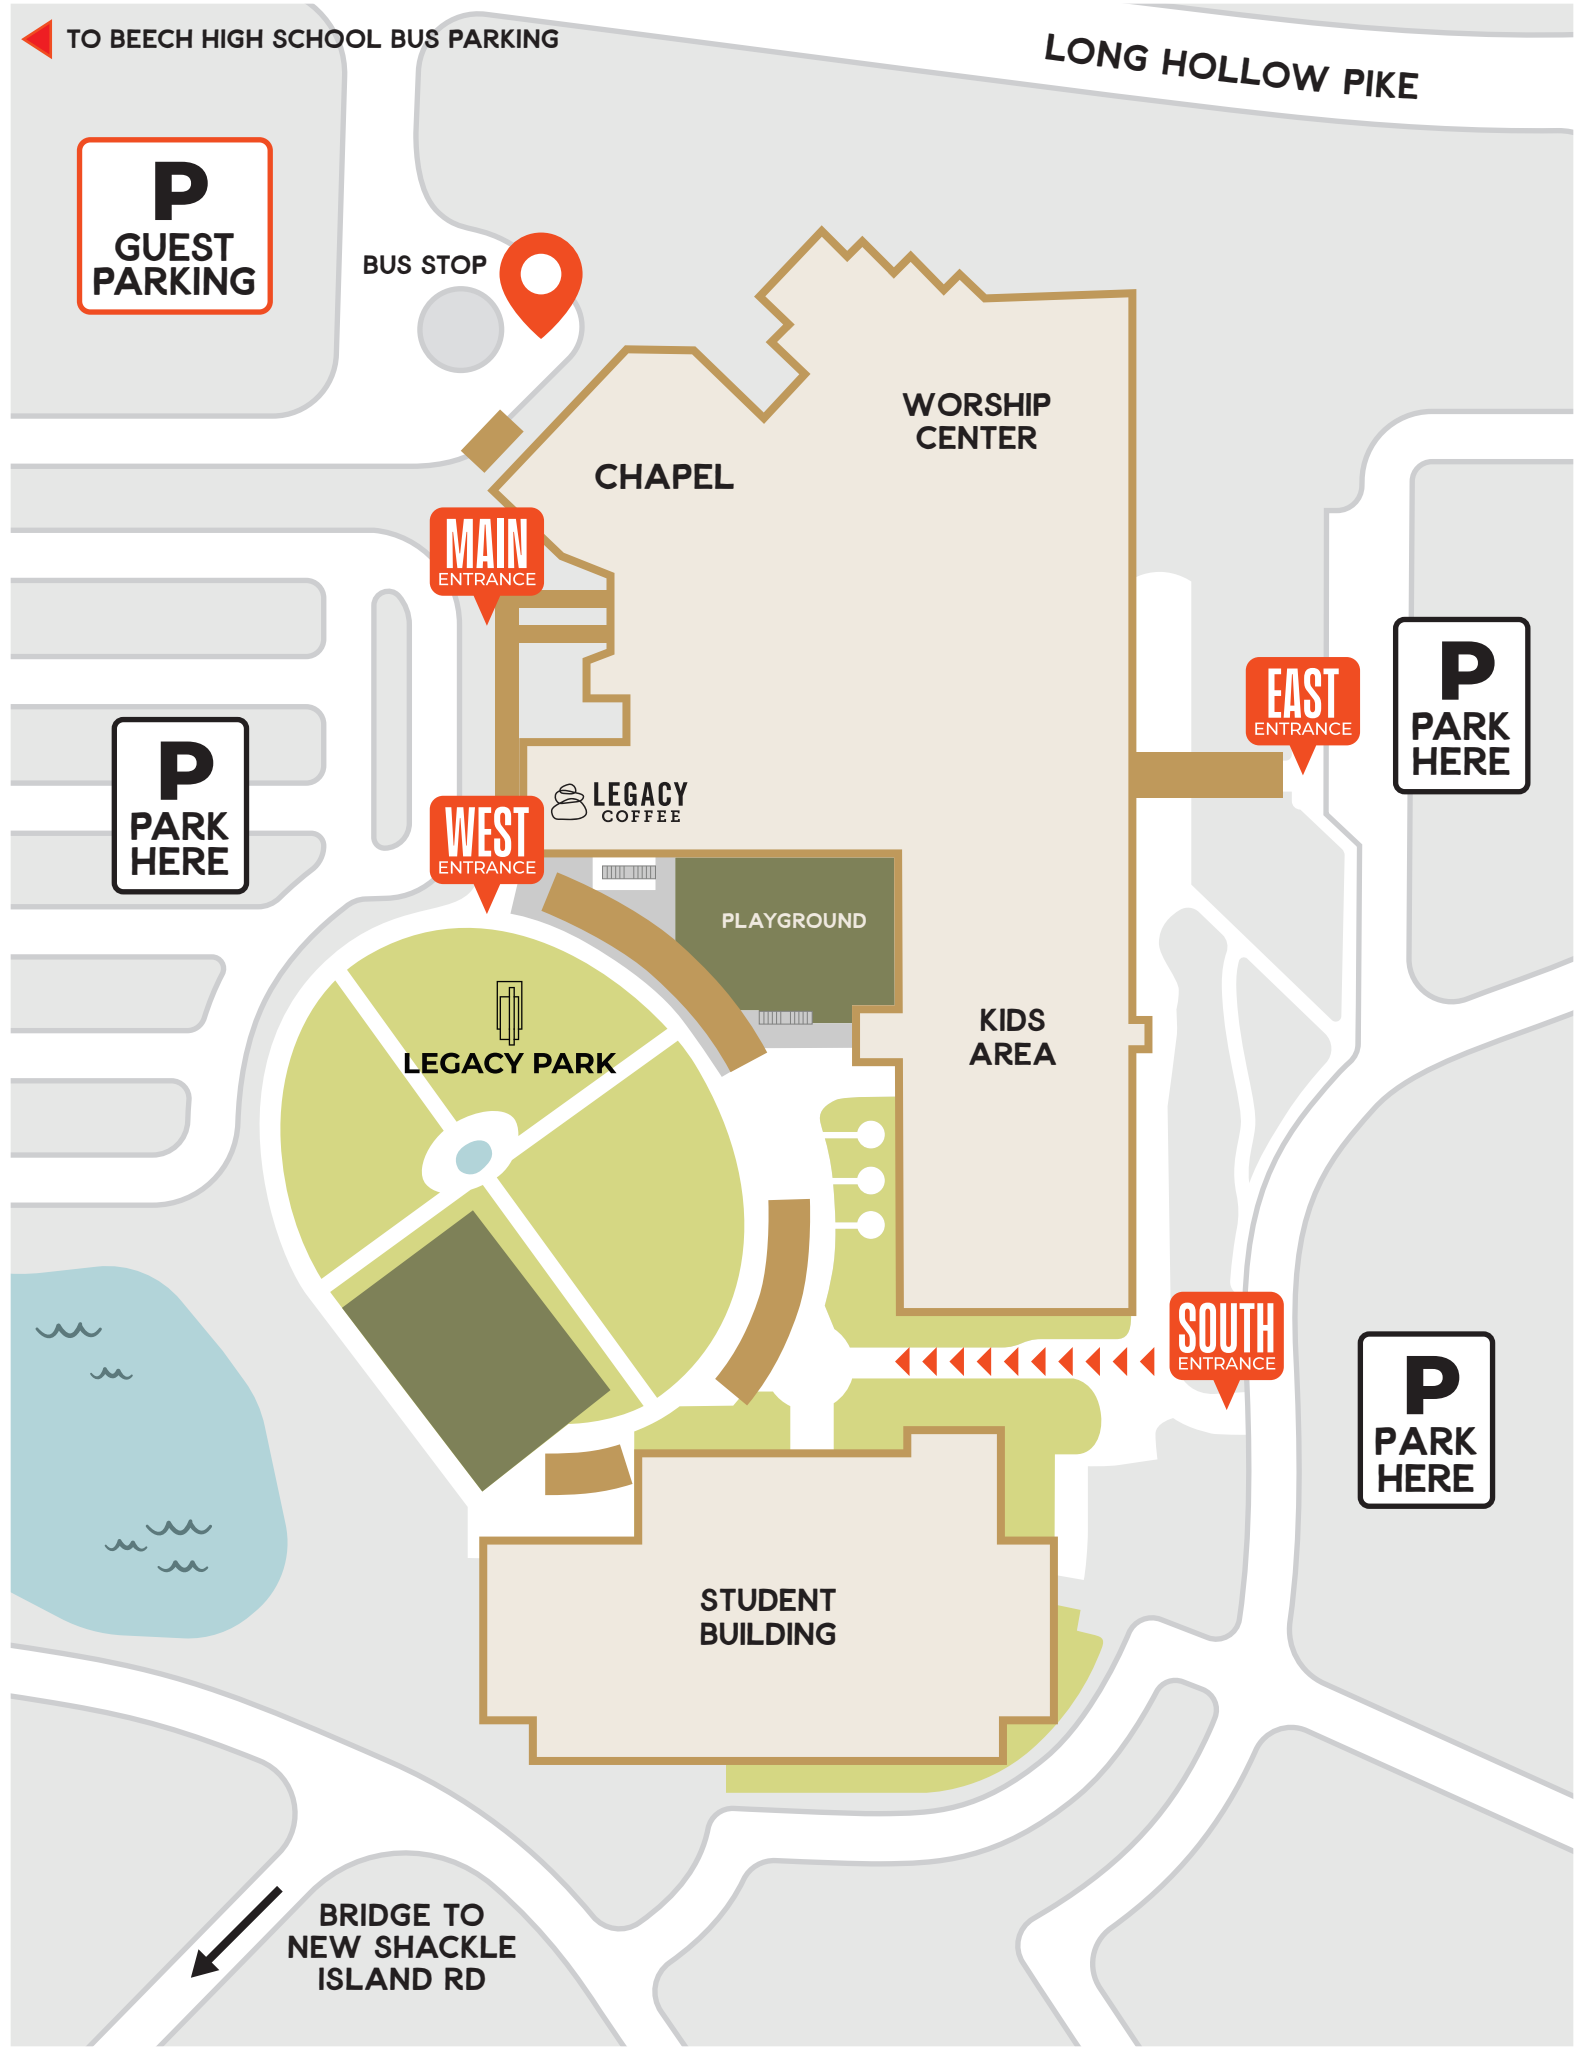 TO BEECH HIGH SCHOOL BUS PARKING
LONG HOLLOW PIKE
P
GUEST
PARKING
BUS STOP
WORSHIP
CENTER
CHAPEL
MAIN
ENTRANCE
EAST
ENTRANCE
P
PARK
HERE
P
PARK
HERE
LEGACY
COFFEE
WEST
ENTRANCE
PLAYGROUND
LEGACY PARK
KIDS
AREA
SOUTH
ENTRANCE
P
PARK
HERE
STUDENT
BUILDING
BRIDGE TO
NEW SHACKLE
ISLAND RD